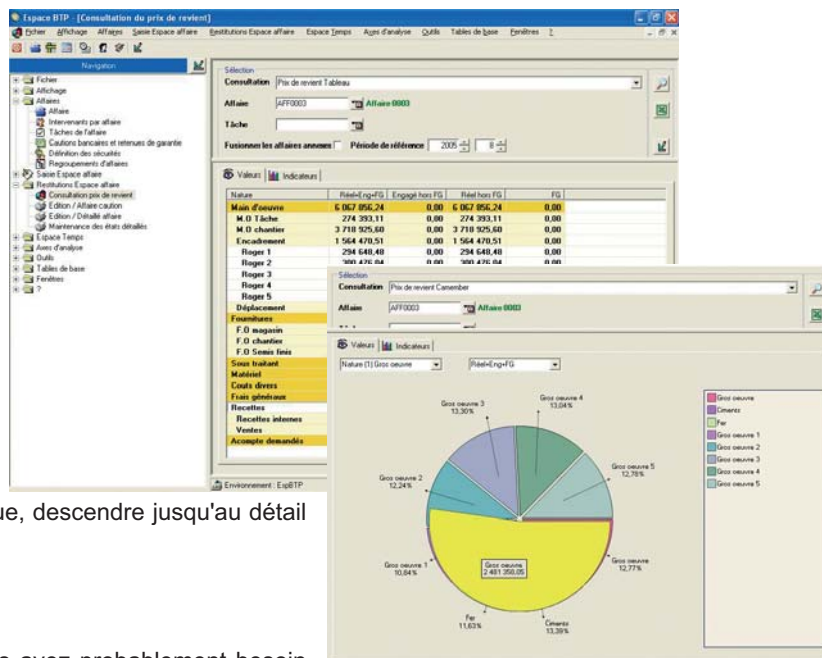 Espace BTP - [Consultation du prix de revient]
Fichier Affichage Affaires Saisie Espace affaire Restitutions Espace affaire Espace Temps Axes d'analyse Outils Tables de base Fenêtres ?
Navigation
Fichier
Affichage
Affaires
Affaire
Intervenants par affaire
Tâches de l'affaire
Cautions bancaires et retenues de garantie
Définition des sécurités
Regroupements d'affaires
Saisie Espace affaire
Restitutions Espace affaire
Consultation prix de revient
Edition / Affaire caution
Edition / Détaillé affaire
Maintenance des états détaillés
Espace Temps
Axes d'analyse
Outils
Tables de base
Fenêtres
?
Sélection
Consultation Prix de revient Tableau
Affaire AFF0003 Affaire 0003
Tâche
Fusionner les affaires annexes Période de référence 2005 8
Valeurs Indicateurs
Nature Réel+Eng+FG Engagé hors FG Réel hors FG FG
Main d'oeuvre 6 067 856,24 0,00 6 067 856,24 0,00
M.O Tâche 274 393,11 0,00 274 393,11 0,00
M.O chantier 3 718 925,60 0,00 3 718 925,60 0,00
Encadrement 1 564 470,51 0,00 1 564 470,51 0,00
Roger 1 294 648,48 0,00 294 648,48 0,00
Roger 2 300 476,04 0,00 300 476,04 0,00
Roger 3
Roger 4
Roger 5
Déplacement
Fournitures
F.O magasin
F.O chantier
F.O Semis finis
Sous traitant
Matériel
Couts divers
Frais généraux
Recettes
Recettes internes
Ventes
Acompte demandés
Environnement : EspBTP
Sélection
Consultation Prix de revient Camember
Affaire AFF0003 Affaire 0003
Valeurs Indicateurs
Nature (1) Gros oeuvre Réel+Eng+FG
Gros oeuvre 3
13,30%
Gros oeuvre 4
13,04%
Gros oeuvre 2
12,24%
Gros oeuvre 5
12,78%
Gros oeuvre 1
10,84%
Gros oeuvre
2 481 358,05
Gros oeuvre
12,77%
Fer
11,63%
Ciments
13,39%
Gros oeuvre
Ciments
Fer
Gros oeuvre 1
Gros oeuvre 2
Gros oeuvre 3
Gros oeuvre 4
Gros oeuvre 5
ue, descendre jusqu'au détail
avez probablement besoin